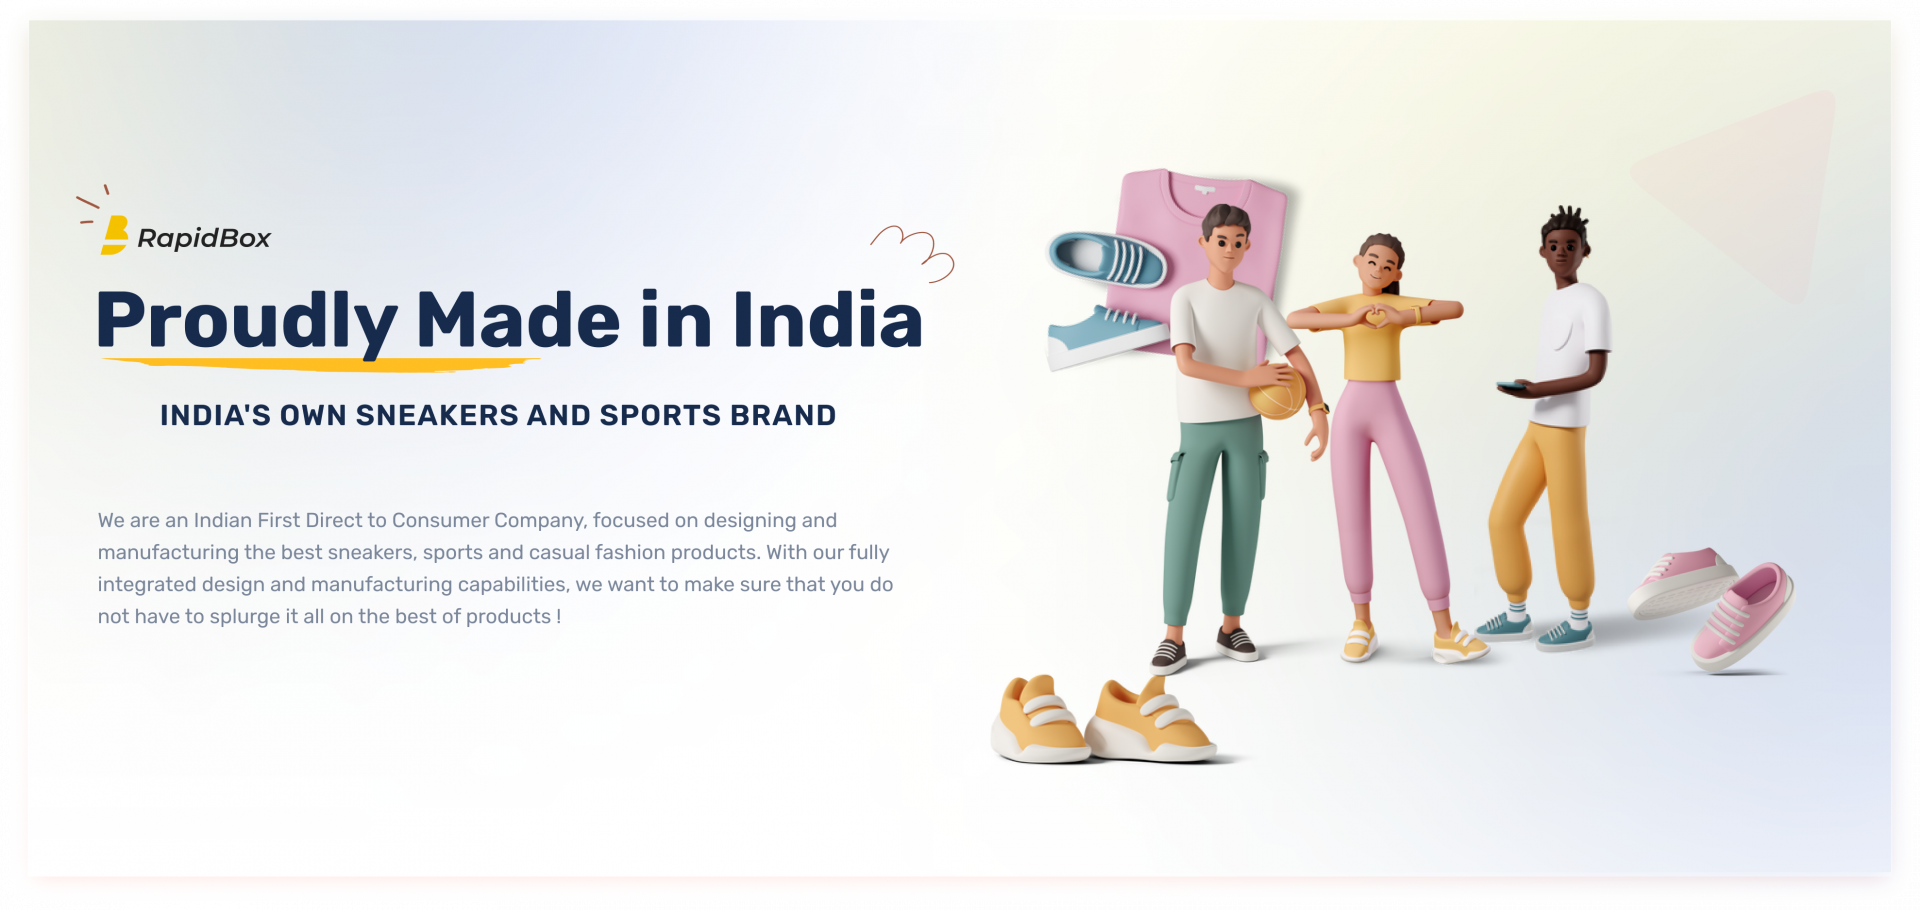 RapidBox
Proudly Made in India
INDIA'S OWN SNEAKERS AND SPORTS BRAND
We are an Indian First Direct to Consumer Company, focused on designing and
manufacturing the best sneakers, sports and casual fashion products. With our fully
integrated design and manufacturing capabilities, we want to make sure that you do
not have to splurge it all on the best of products !